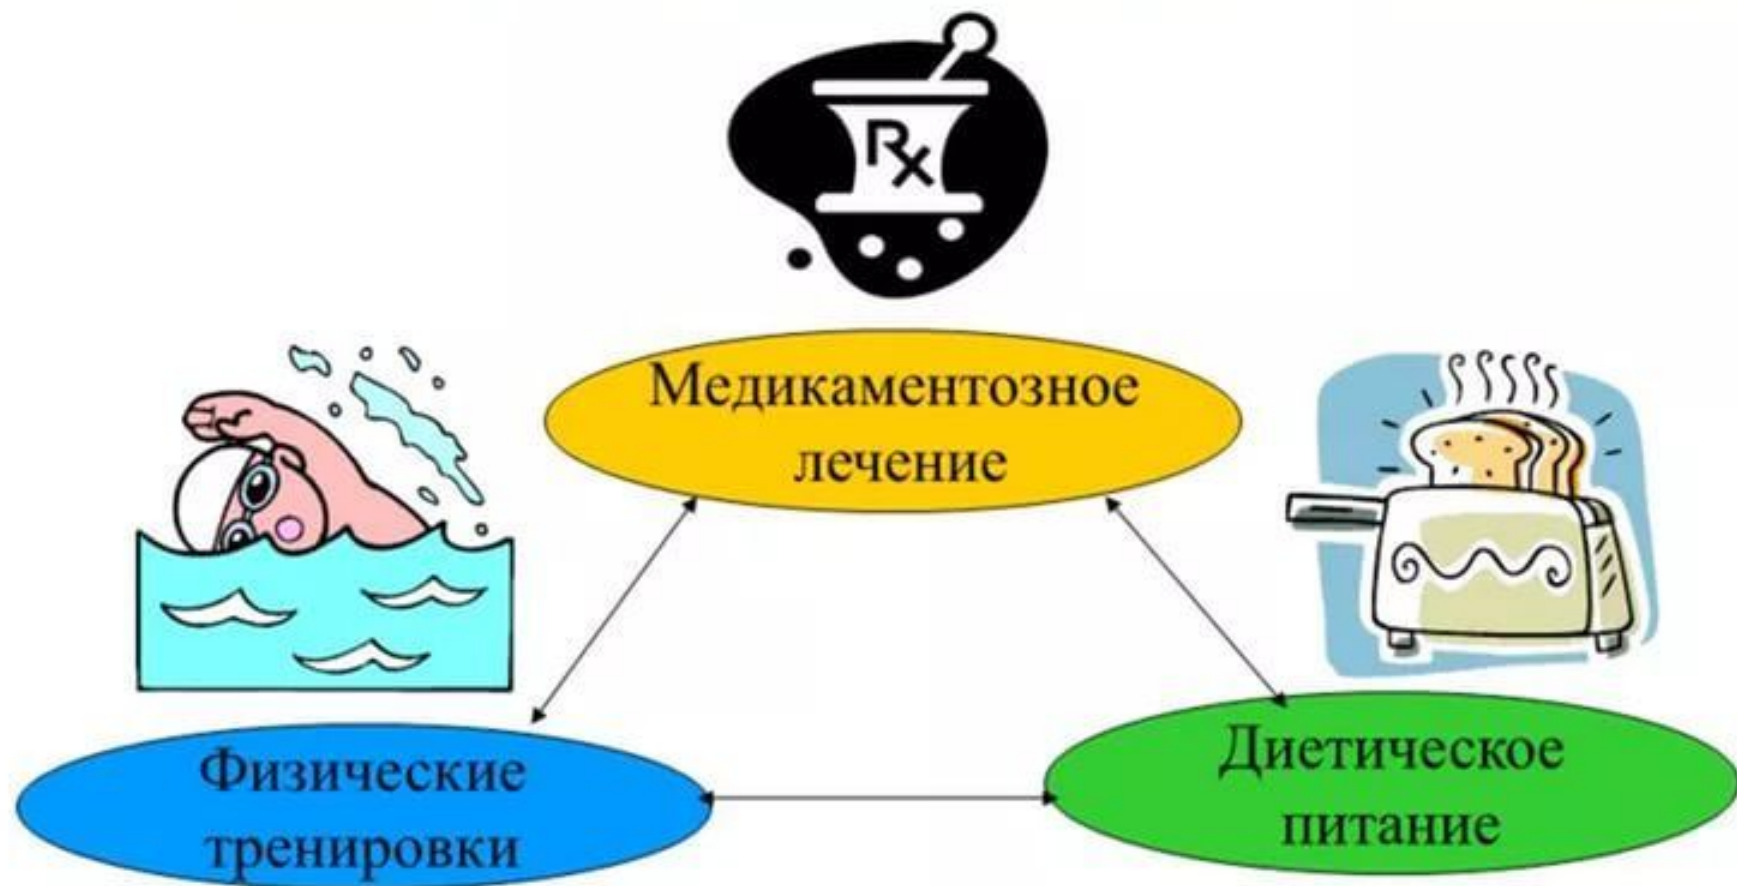 Rx
Медикаментозное
лечение
Физические
тренировки
Диетическое
питание